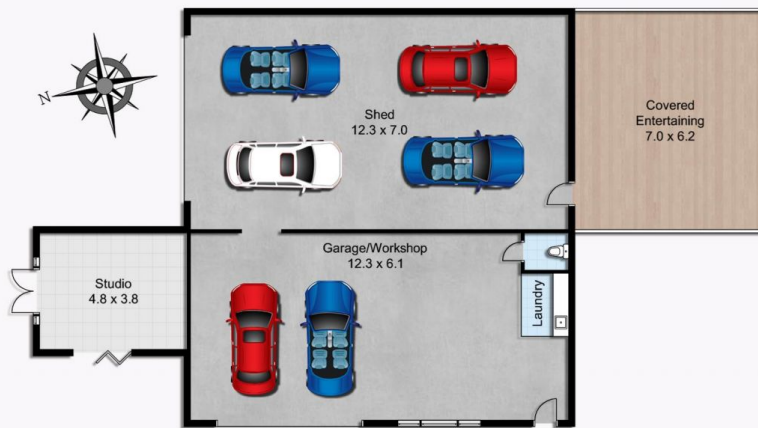 N
Shed
12.3 x 7.0
Covered
Entertaining
7.0 x 6.2
Garage/Workshop
12.3 x 6.1
Studio
4.8 x 3.8
Laundry